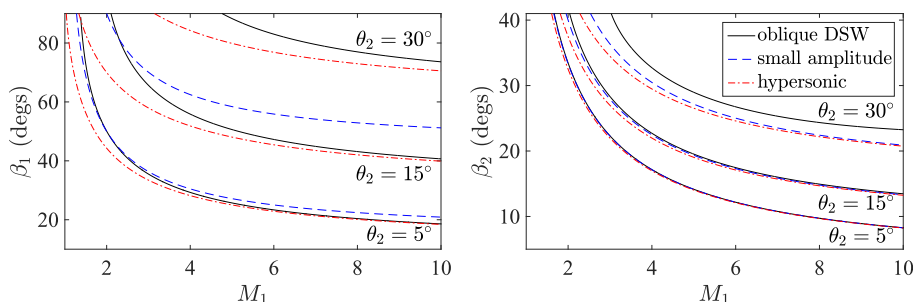 β₁ (degs)
80
60
40
20
2
4
6
8
10
M₁
θ₂ = 30°
θ₂ = 15°
θ₂ = 5°
β₂ (degs)
40
30
20
10
2
4
6
8
10
M₁
oblique DSW
small amplitude
hypersonic
θ₂ = 30°
θ₂ = 15°
θ₂ = 5°